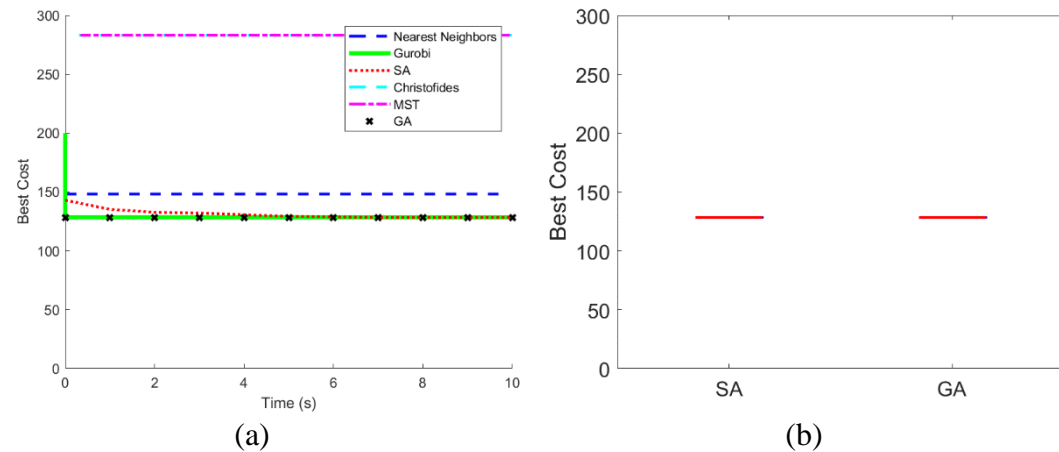 300
250
200
150
100
50
0
Best Cost
0 2 4 6 8 10
Time (s)
Nearest Neighbors
Gurobi
SA
Christofides
MST
GA
(a)
300
250
200
150
100
50
0
Best Cost
SA GA
(b)